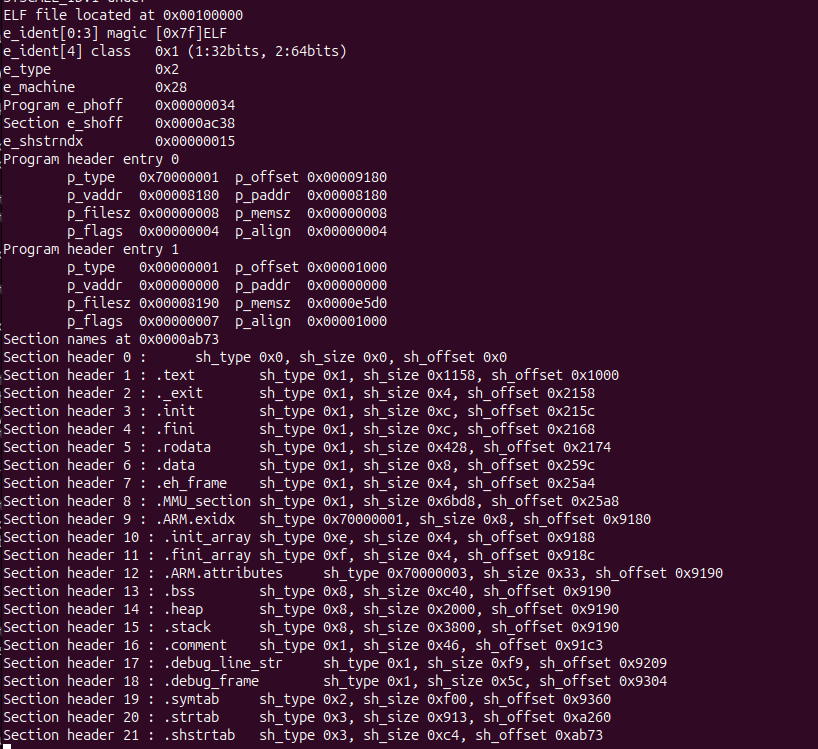 ELF file located at 0x00100000
e_ident[0:3] magic [0x7f]ELF
e_ident[4] class   0x1 (1:32bits, 2:64bits)
e_type             0x2
e_machine          0x28
Program e_phoff    0x00000034
Section e_shoff    0x0000ac38
e_shstrndx         0x00000015
Program header entry 0
        p_type   0x70000001  p_offset 0x00009180
        p_vaddr  0x00008180  p_paddr  0x00008180
        p_filesz 0x00000008  p_memsz  0x00000008
        p_flags  0x00000004  p_align  0x00000004
Program header entry 1
        p_type   0x00000001  p_offset 0x00001000
        p_vaddr  0x00000000  p_paddr  0x00000000
        p_filesz 0x00008190  p_memsz  0x0000e5d0
        p_flags  0x00000007  p_align  0x00001000
Section names at 0x0000ab73
Section header 0 :      sh_type 0x0, sh_size 0x0, sh_offset 0x0
Section header 1 : .text        sh_type 0x1, sh_size 0x1158, sh_offset 0x1000
Section header 2 : ._exit       sh_type 0x1, sh_size 0x4, sh_offset 0x2158
Section header 3 : .init        sh_type 0x1, sh_size 0xc, sh_offset 0x215c
Section header 4 : .fini        sh_type 0x1, sh_size 0xc, sh_offset 0x2168
Section header 5 : .rodata      sh_type 0x1, sh_size 0x428, sh_offset 0x2174
Section header 6 : .data        sh_type 0x1, sh_size 0x8, sh_offset 0x259c
Section header 7 : .eh_frame    sh_type 0x1, sh_size 0x4, sh_offset 0x25a4
Section header 8 : .MMU_section sh_type 0x1, sh_size 0x6bd8, sh_offset 0x25a8
Section header 9 : .ARM.exidx   sh_type 0x70000001, sh_size 0x8, sh_offset 0x9180
Section header 10 : .init_array sh_type 0xe, sh_size 0x4, sh_offset 0x9188
Section header 11 : .fini_array sh_type 0xf, sh_size 0x4, sh_offset 0x918c
Section header 12 : .ARM.attributes     sh_type 0x70000003, sh_size 0x33, sh_offset 0x9190
Section header 13 : .bss        sh_type 0x8, sh_size 0xc40, sh_offset 0x9190
Section header 14 : .heap       sh_type 0x8, sh_size 0x2000, sh_offset 0x9190
Section header 15 : .stack      sh_type 0x8, sh_size 0x3800, sh_offset 0x9190
Section header 16 : .comment    sh_type 0x1, sh_size 0x46, sh_offset 0x91c3
Section header 17 : .debug_line_str     sh_type 0x1, sh_size 0xf9, sh_offset 0x9209
Section header 18 : .debug_frame        sh_type 0x1, sh_size 0x5c, sh_offset 0x9304
Section header 19 : .symtab     sh_type 0x2, sh_size 0xf00, sh_offset 0x9360
Section header 20 : .strtab     sh_type 0x3, sh_size 0x913, sh_offset 0xa260
Section header 21 : .shstrtab   sh_type 0x3, sh_size 0xc4, sh_offset 0xab73